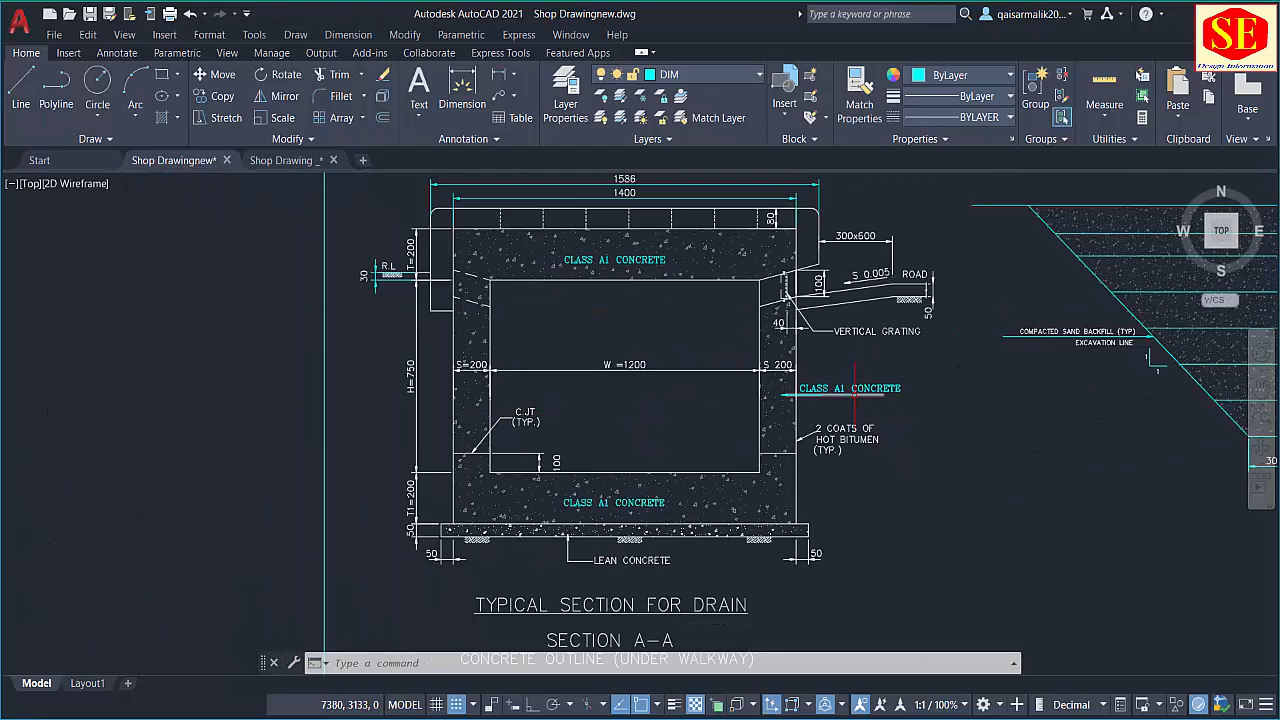 Autodesk AutoCAD 2021 Shop Drawingnew.dwg
Type a keyword or phrase
qaisarmalik20...
SE
Design Information
File Edit View Insert Format Tools Draw Dimension Modify Parametric Express Window Help
Home Insert Annotate Parametric View Manage Output Add-ins Collaborate Express Tools Featured Apps
Line Polyline Circle Arc
Move Rotate Trim
Copy Mirror Fillet
Stretch Scale Array
Text Dimension Table
Layer Properties
DIM
Match Layer
Insert
Match Properties
ByLayer
ByLayer
BYLAYER
Group Measure Paste Base
Draw Modify Annotation Layers Block Properties Groups Utilities Clipboard View
Start Shop Drawingnew* Shop Drawing _*
[−][Top][2D Wireframe]
1586
1400
80
N
W TOP E
S
WCS
300x600
T=200
CLASS A1 CONCRETE
R.L
30
100
S 0.005 ROAD
50
40
VERTICAL GRATING
COMPACTED SAND BACKFILL (TYP)
EXCAVATION LINE
1
1
H=750
S=200 W =1200 S 200
CLASS A1 CONCRETE
C.JT
(TYP.)
2 COATS OF
HOT BITUMEN
(TYP.)
100
30
T1=200
CLASS A1 CONCRETE
50
50 50
LEAN CONCRETE
TYPICAL SECTION FOR DRAIN
SECTION A-A
CONCRETE OUTLINE (UNDER WALKWAY)
Type a command
Model Layout1
7380, 3133, 0 MODEL 1:1 / 100% Decimal